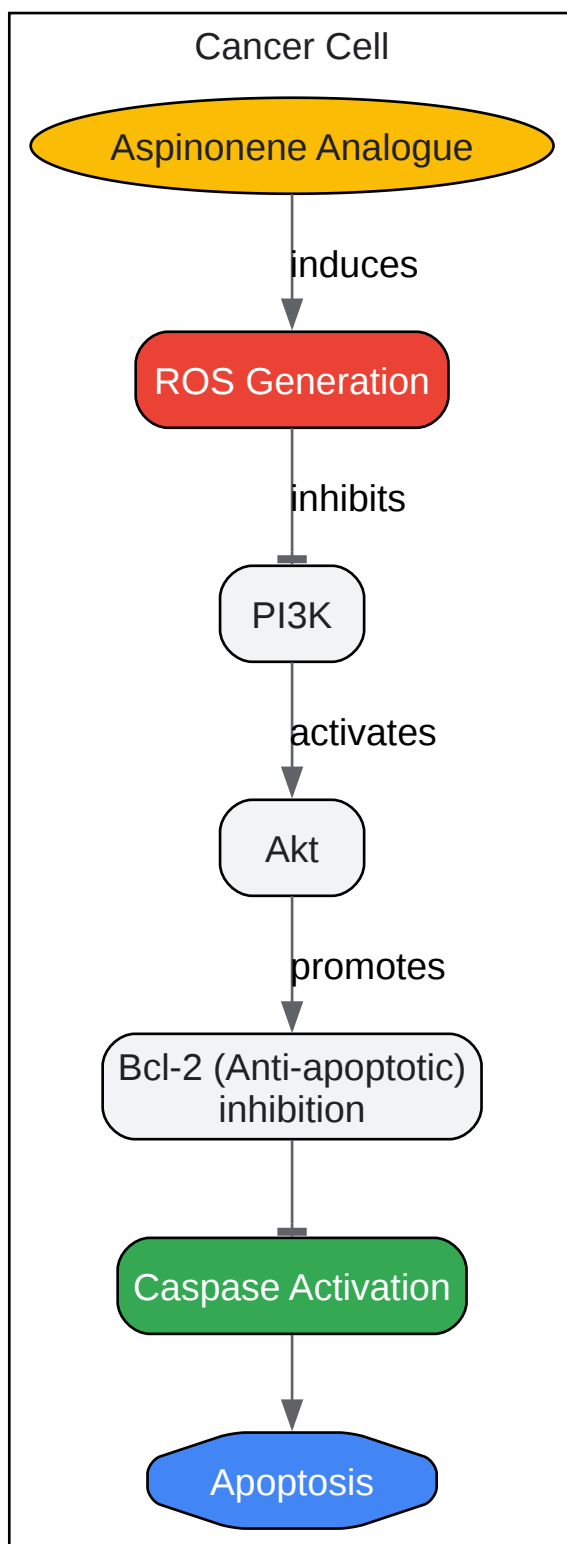 Cancer Cell
Aspinonene Analogue
induces
ROS Generation
inhibits
PI3K
activates
Akt
promotes
Bcl-2 (Anti-apoptotic)
inhibition
Caspase Activation
Apoptosis